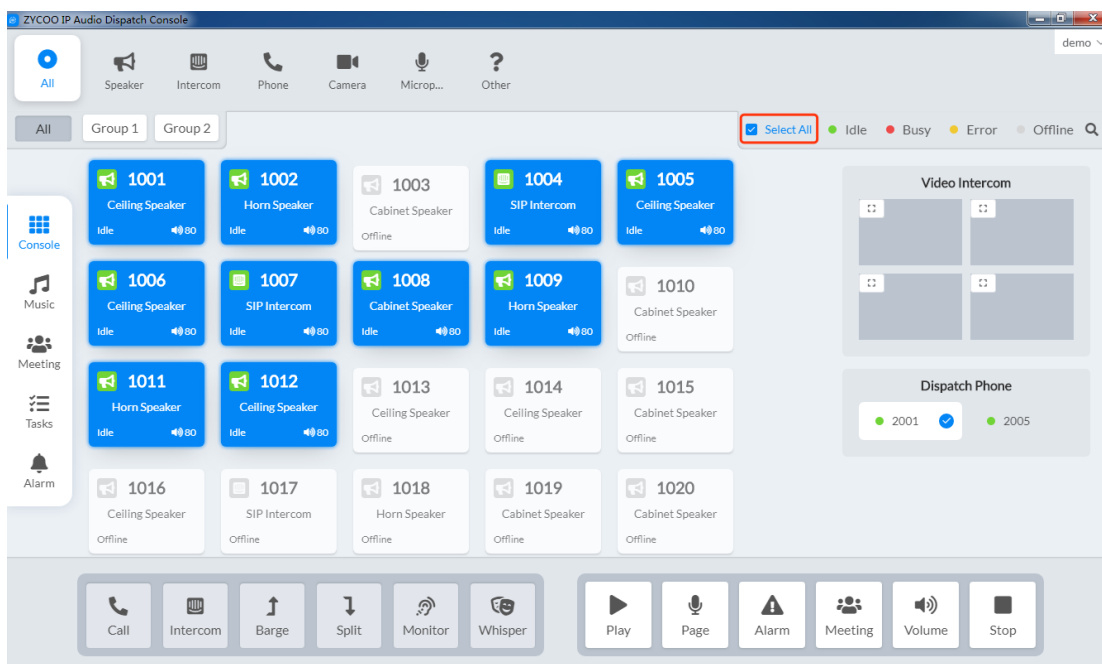 ZYCOO IP Audio Dispatch Console
demo
All
Speaker
Intercom
Phone
Camera
Microp...
? Other
All
Group 1
Group 2
Select All
Idle
Busy
Error
Offline
Console
Music
Meeting
Tasks
Alarm
1001
Ceiling Speaker
Idle 80
1002
Horn Speaker
Idle 80
1003
Cabinet Speaker
Offline
1004
SIP Intercom
Idle 80
1005
Ceiling Speaker
Idle 80
1006
Ceiling Speaker
Idle 80
1007
SIP Intercom
Idle 80
1008
Cabinet Speaker
Idle 80
1009
Horn Speaker
Idle 80
1010
Cabinet Speaker
Offline
1011
Horn Speaker
Idle 80
1012
Ceiling Speaker
Idle 80
1013
Ceiling Speaker
Offline
1014
Ceiling Speaker
Offline
1015
Cabinet Speaker
Offline
1016
Ceiling Speaker
Offline
1017
SIP Intercom
Offline
1018
Horn Speaker
Offline
1019
Cabinet Speaker
Offline
1020
Cabinet Speaker
Offline
Video Intercom
Dispatch Phone
2001
2005
Call
Intercom
Barge
Split
Monitor
Whisper
Play
Page
Alarm
Meeting
Volume
Stop